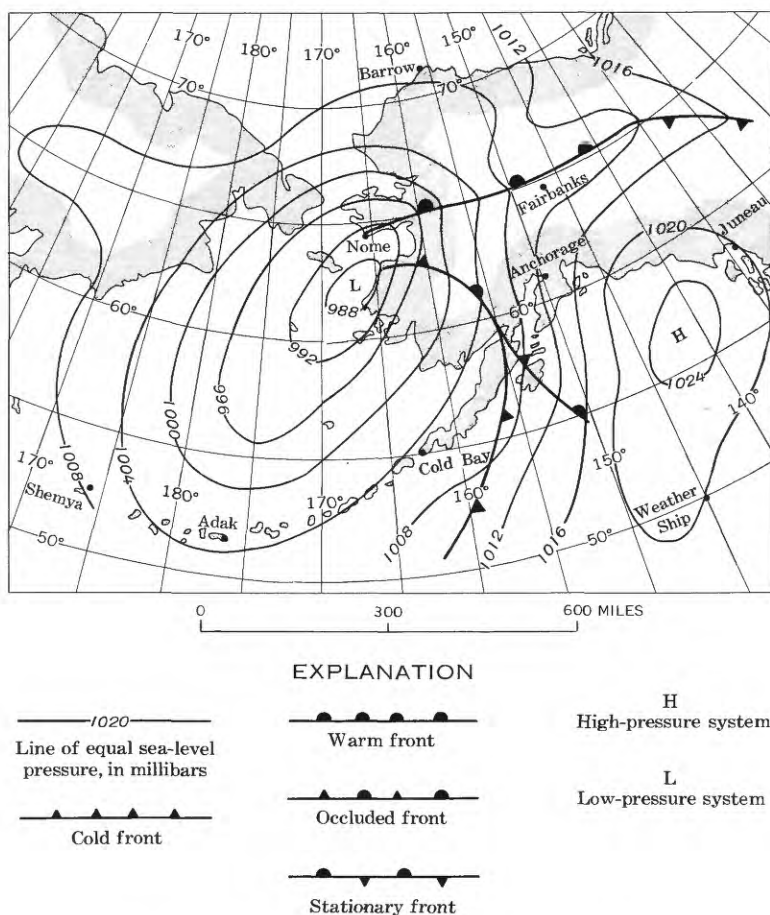 170°
180°
170°
160°
150°
1012
Barrow
1016
70°
70°
Fairbanks
Nome
1020
Juneau
Anchorage
L
60°
988
60°
H
992
1024
996
1000
140°
1008
1004
Cold Bay
170°
150°
Shemya
180°
170°
160°
Weather
Ship
Adak
1008
1012
1016
50°
50°
0 300 600 MILES
EXPLANATION
1020
Line of equal sea-level
pressure, in millibars
Cold front
Warm front
Occluded front
Stationary front
H
High-pressure system
L
Low-pressure system